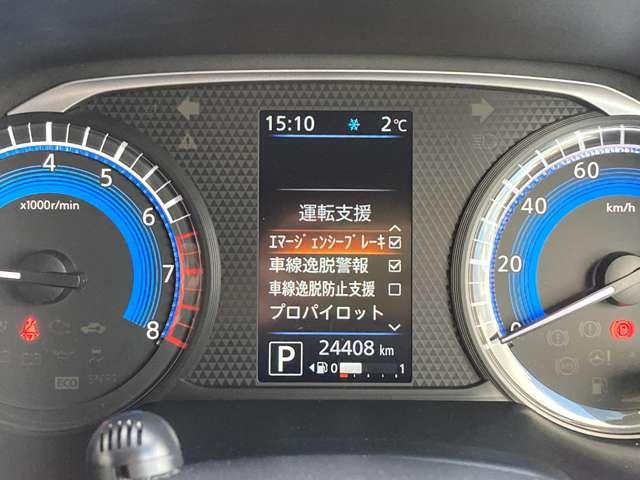 15:10 2℃
運転支援
ｴﾏｰｼﾞｪﾝｼｰﾌﾞﾚｰｷ
車線逸脱警報
車線逸脱防止支援
プロパイロット
P 24408 km
0 1
4 5 6 7 8
x1000r/min
ECO
0 20 40 60
km/h